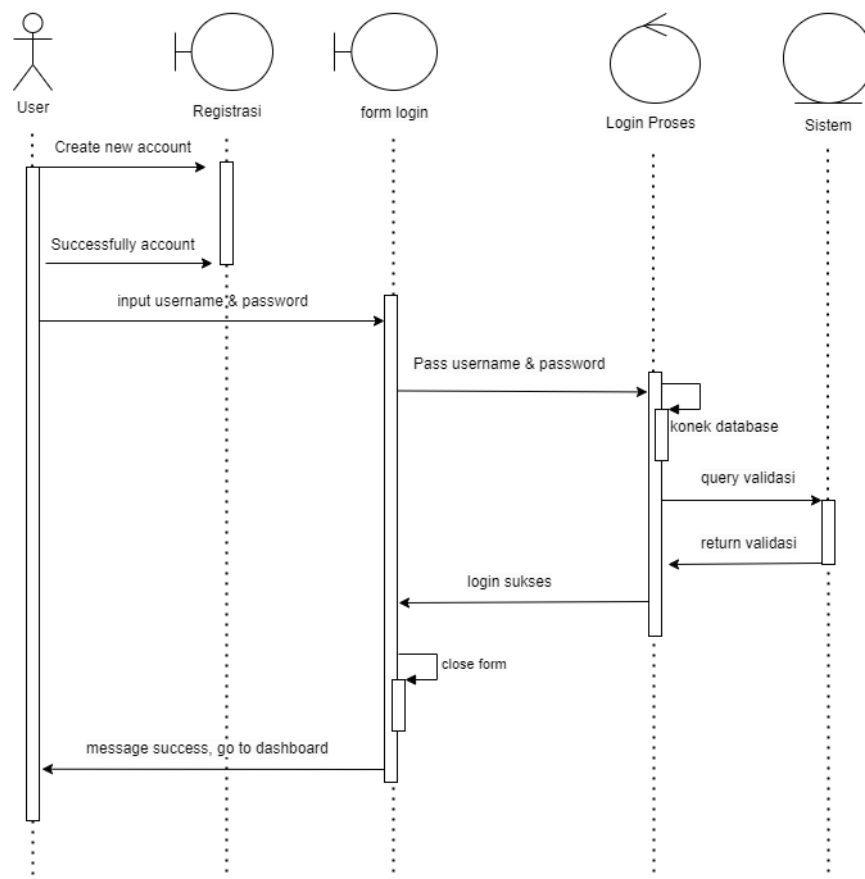 User
Registrasi
form login
Login Proses
Sistem
Create new account
Successfully account
input username & password
Pass username & password
konek database
query validasi
return validasi
login sukses
close form
message success, go to dashboard